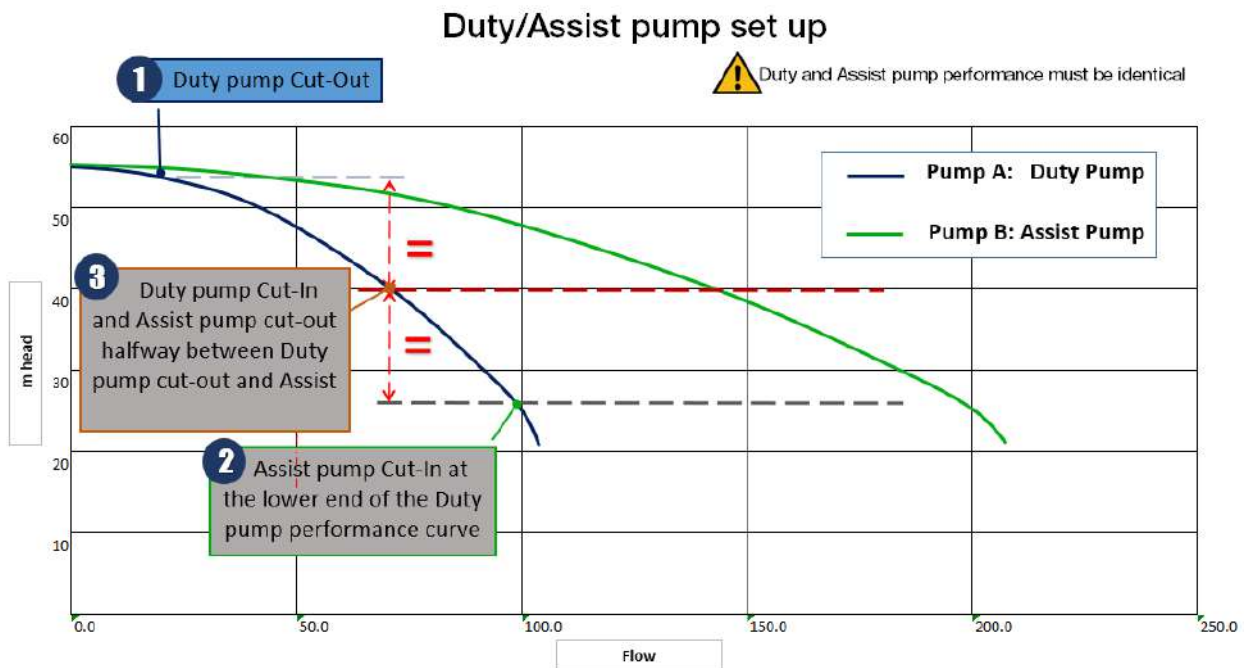 Duty/Assist pump set up
Duty and Assist pump performance must be identical
1
Duty pump Cut-Out
Pump A: Duty Pump
Pump B: Assist Pump
=
=
3
Duty pump Cut-In
and Assist pump cut-out
halfway between Duty
pump cut-out and Assist
2
Assist pump Cut-In at
the lower end of the Duty
pump performance curve
60
50
40
30
20
10
m head
0.0 50.0 100.0 150.0 200.0 250.0
Flow